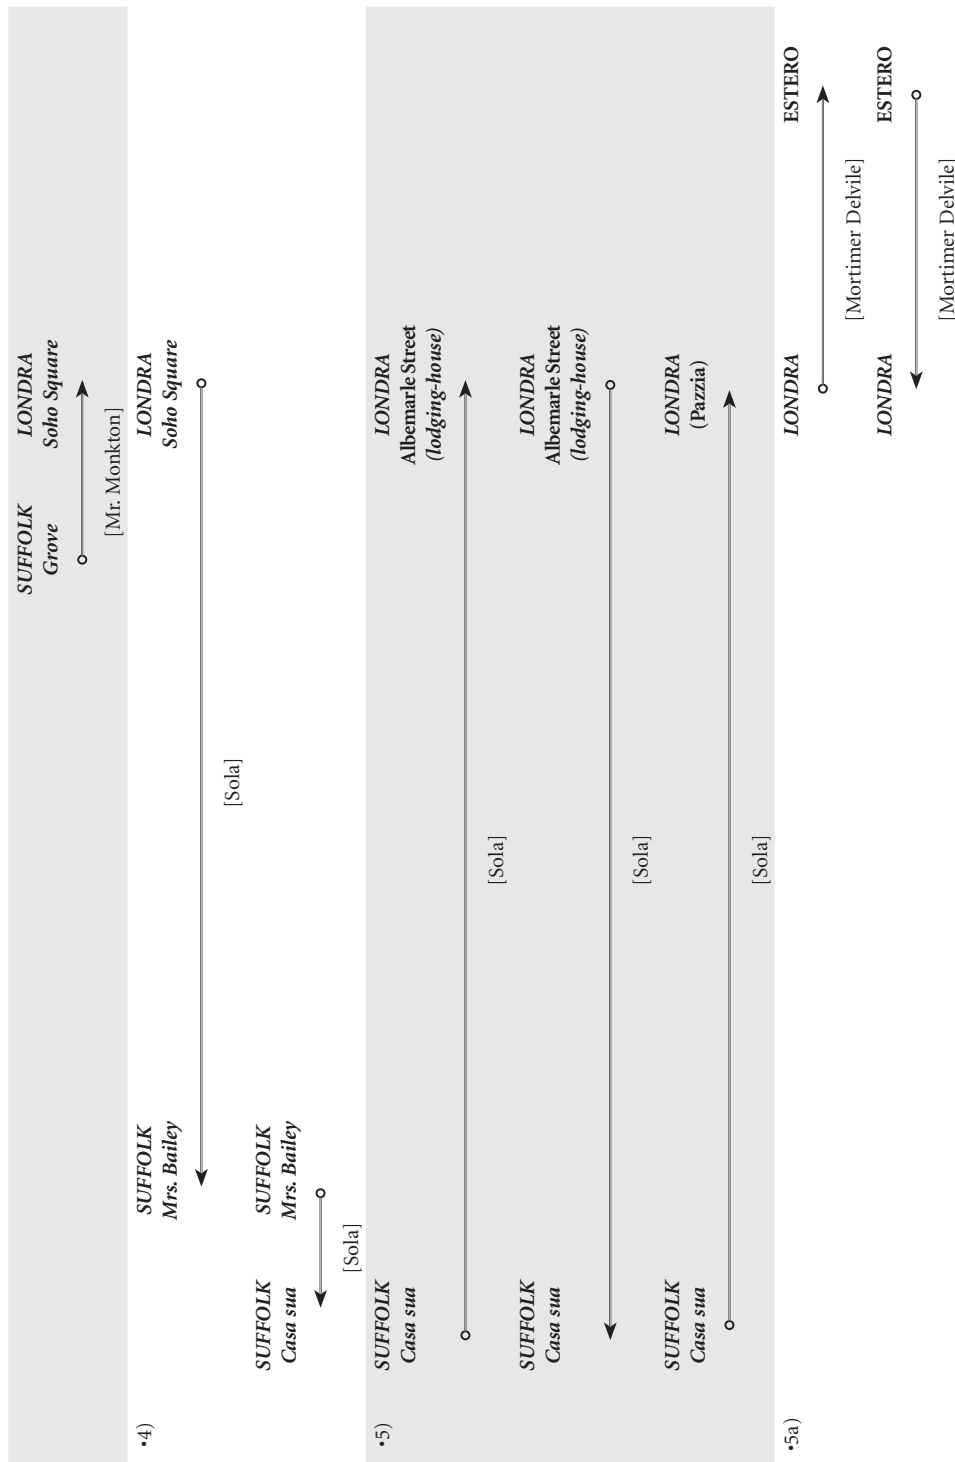 SUFFOLK
Grove
LONDRA
Soho Square
[Mr. Monkton]
•4)
SUFFOLK
Mrs. Bailey
LONDRA
Soho Square
[Sola]
SUFFOLK
Casa sua
SUFFOLK
Mrs. Bailey
[Sola]
•5)
SUFFOLK
Casa sua
LONDRA
Albemarle Street
(lodging-house)
[Sola]
SUFFOLK
Casa sua
LONDRA
Albemarle Street
(lodging-house)
[Sola]
SUFFOLK
Casa sua
LONDRA
(Pazzia)
[Sola]
•5a)
LONDRA
ESTERO
[Mortimer Delvile]
LONDRA
ESTERO
[Mortimer Delvile]